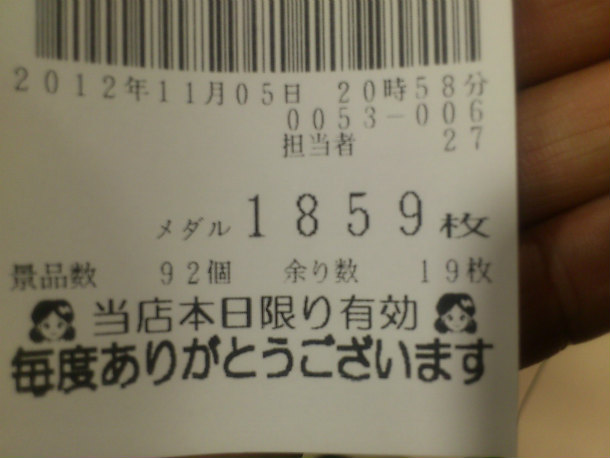 2012年11月05日 20時58分
0053-006
担当者 27
メダル 1859枚
景品数 92個 余り数 19枚
当店本日限り有効
毎度ありがとうございます